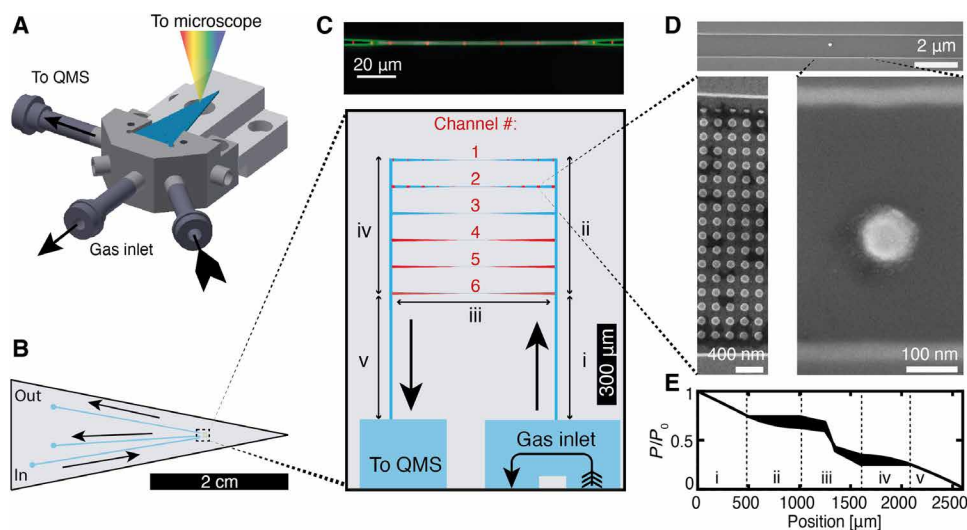 A
To microscope
To QMS
Gas inlet
B
Out
In
2 cm
C
20 µm
Channel #:
1
2
3
4
5
6
iv
ii
iii
v
i
300 µm
To QMS
Gas inlet
D
2 µm
400 nm
100 nm
E
P/P0
1
0.5
0
i
ii
iii
iv
v
0 500 1000 1500 2000 2500
Position [µm]